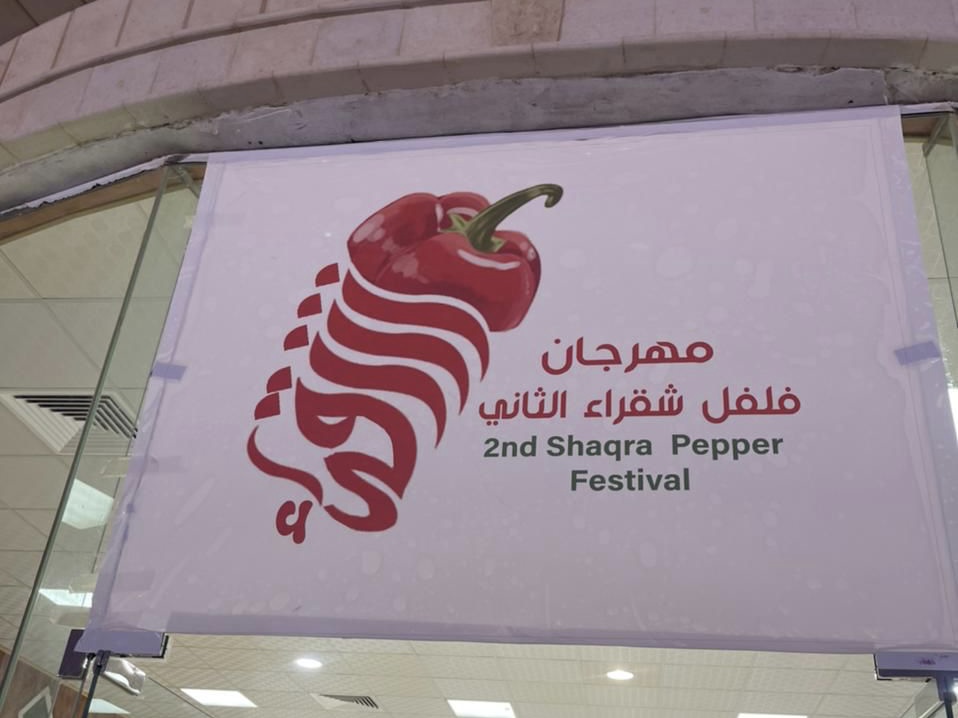 مهرجان
فلفل شقراء الثاني
2nd Shaqra Pepper
Festival